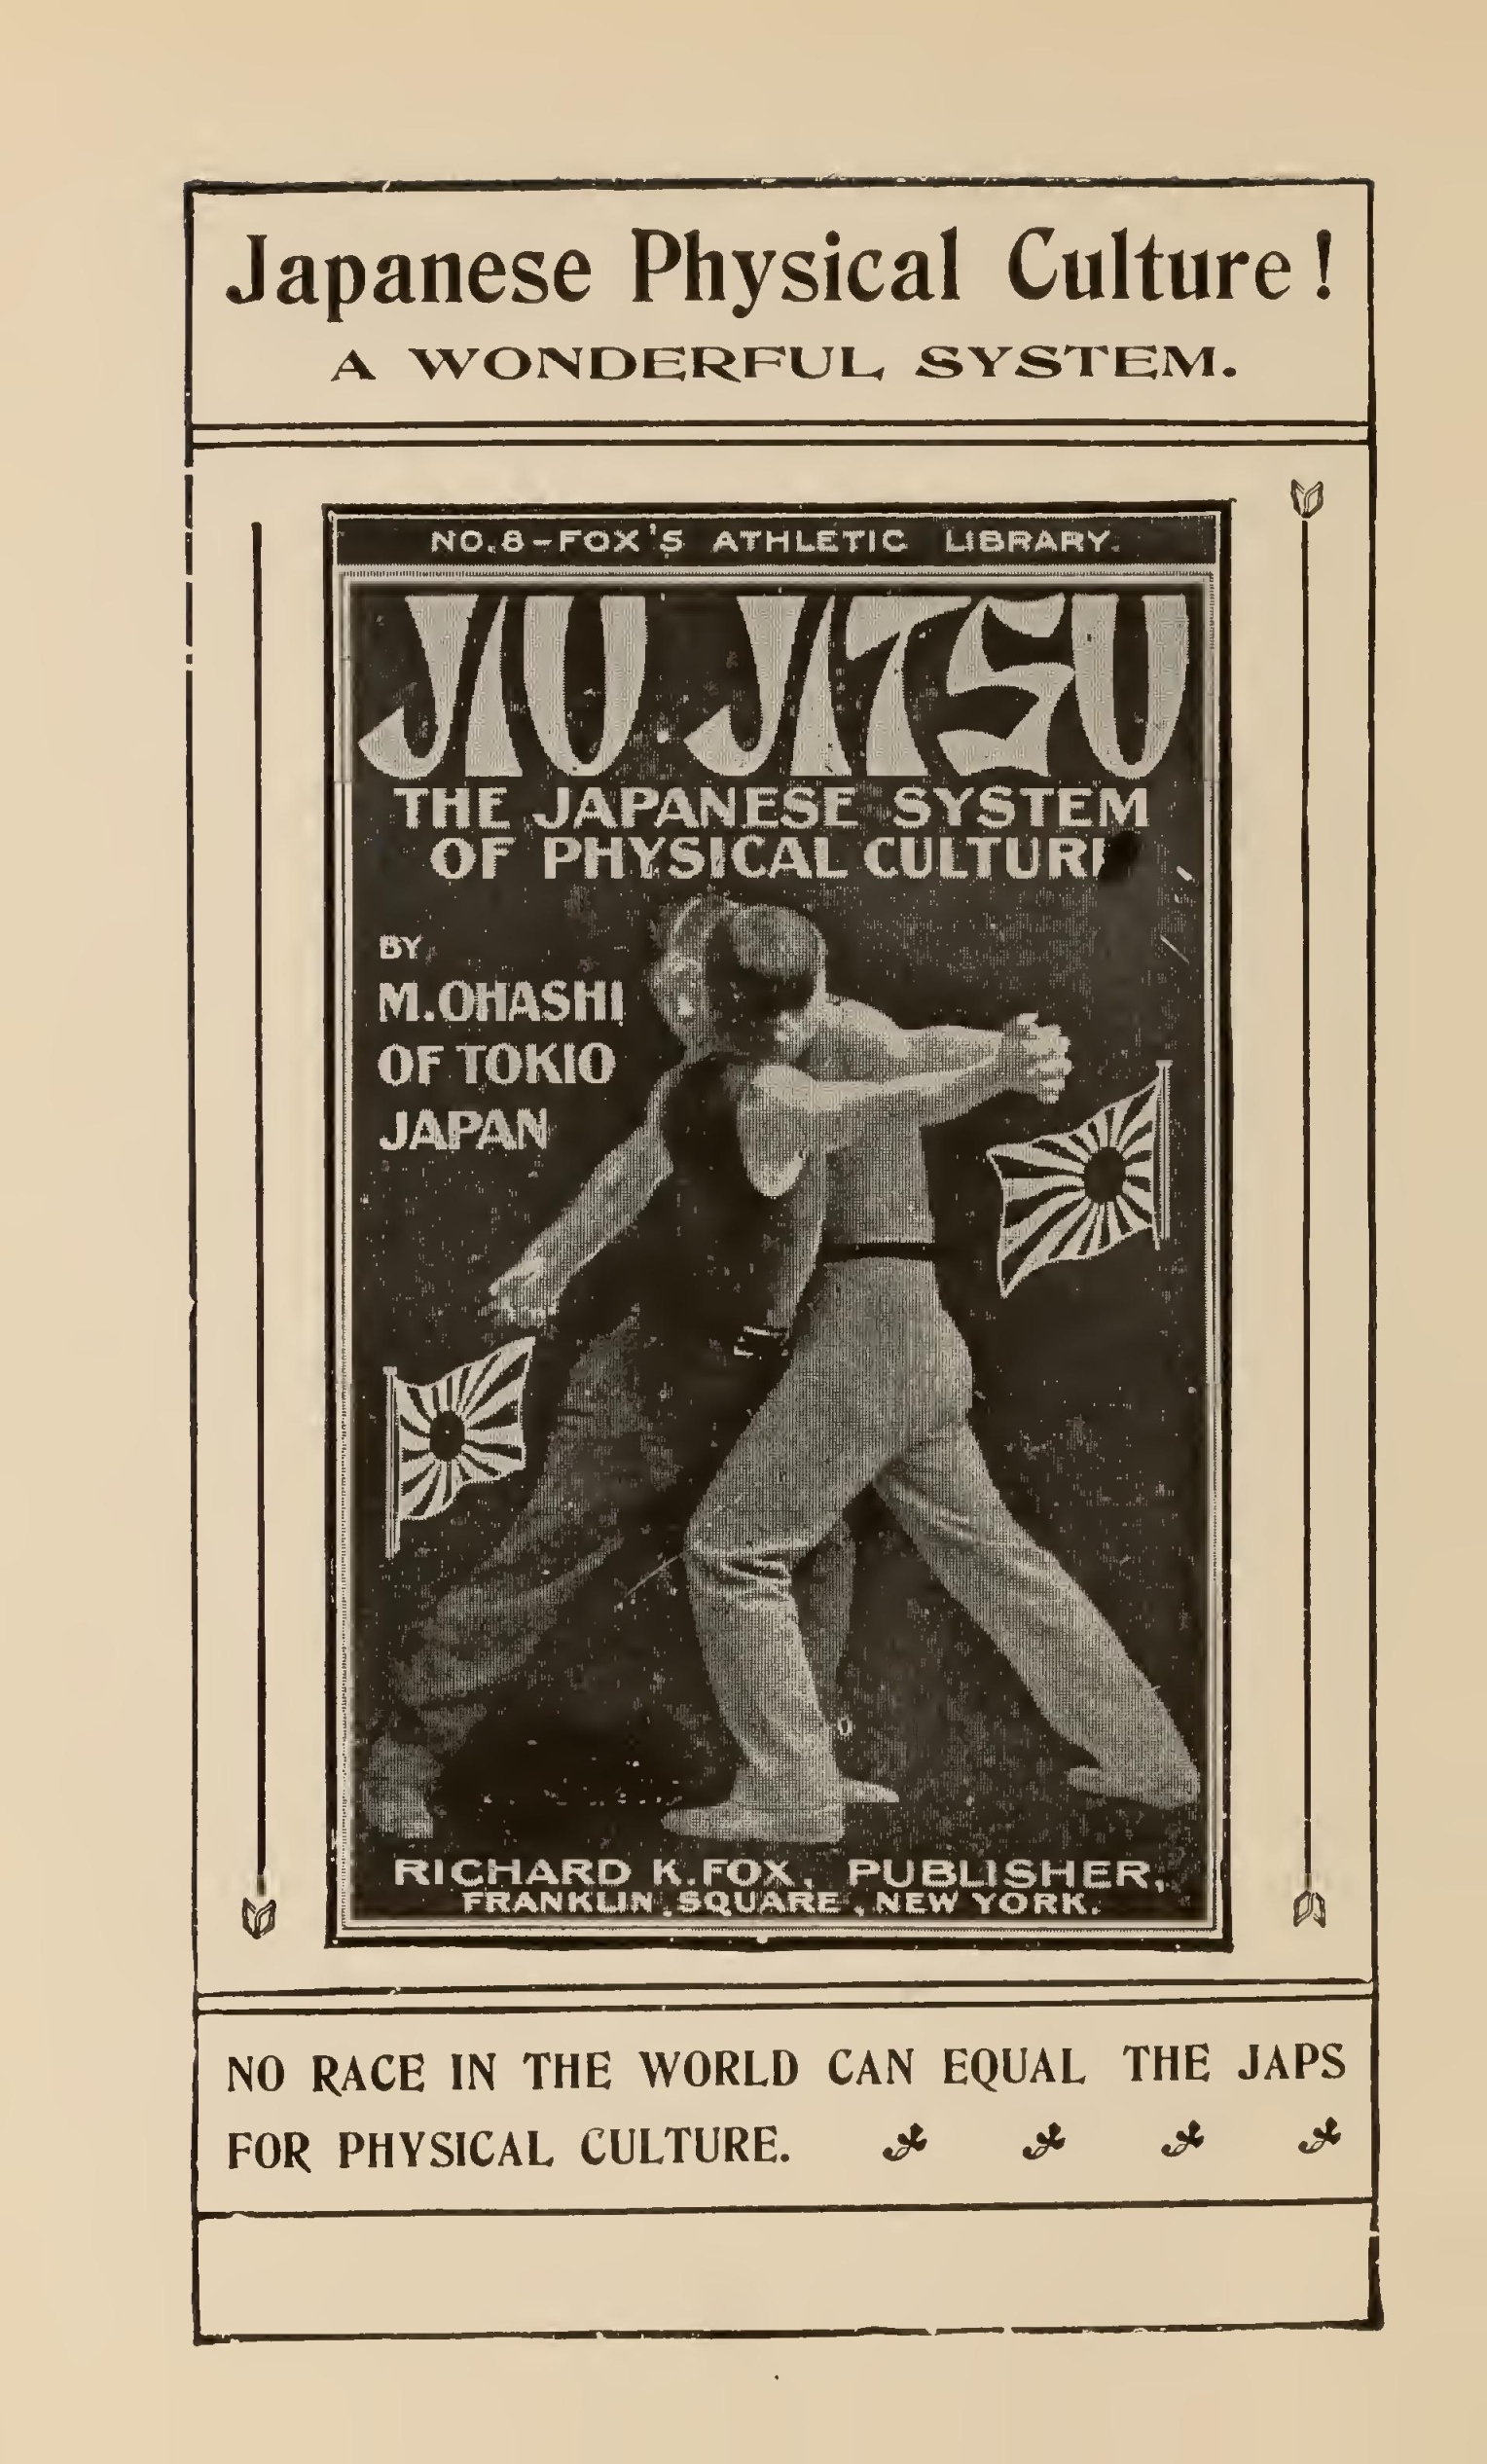 Japanese Physical Culture!
A WONDERFUL SYSTEM.
NO. 8-FOX'S ATHLETIC LIBRARY.
JIU-JITSU
THE JAPANESE SYSTEM
OF PHYSICAL CULTURE
BY
M. OHASHI
OF TOKIO
JAPAN
RICHARD K. FOX, PUBLISHER,
FRANKLIN SQUARE, NEW YORK.
NO RACE IN THE WORLD CAN EQUAL THE JAPS
FOR PHYSICAL CULTURE.